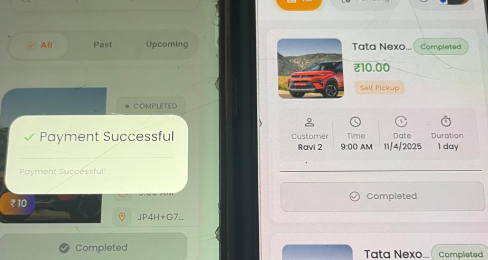 All
Past
Upcoming
COMPLETED
Payment Successful
Payment Successful!
₹10
JP4H+G7...
Completed
Tata Nexo...
Completed
₹10.00
Self Pickup
Customer
Time
Date
Duration
Ravi 2
9:00 AM
11/4/2025
1 day
Completed
Tata Nexo...
Completed